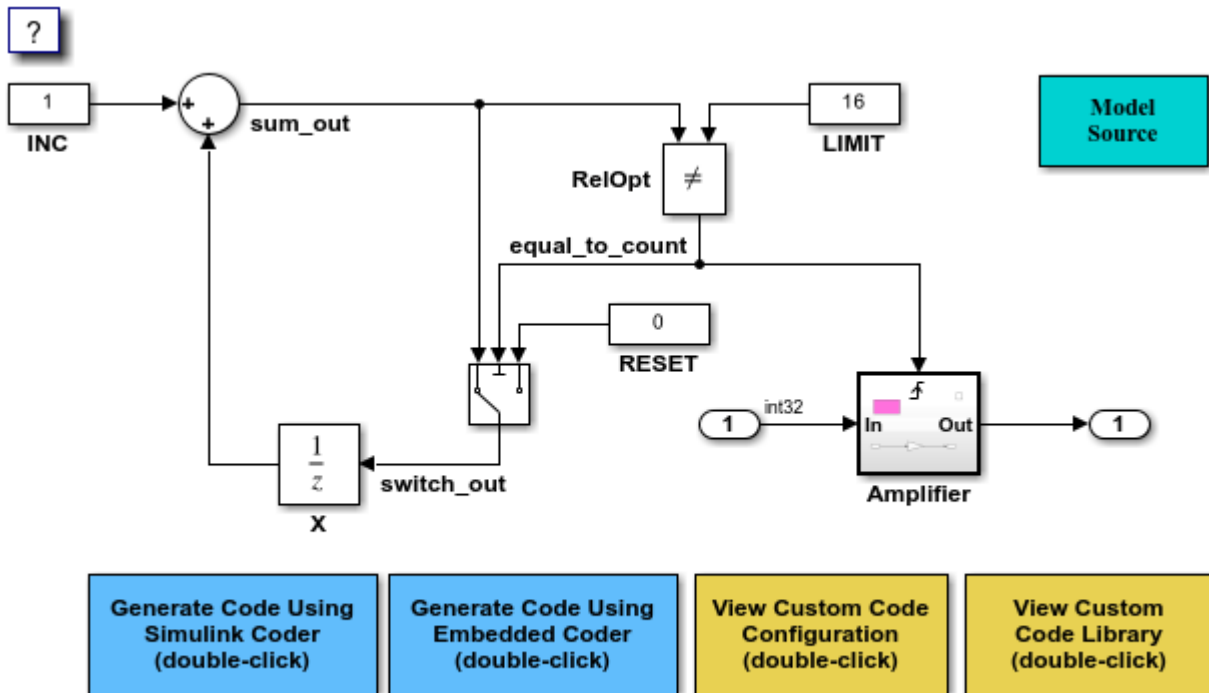 ?
1
INC
+
+
sum_out
16
LIMIT
Model
Source
RelOpt
≠
equal_to_count
0
RESET
1
int32
In
Out
1
Amplifier
1
z
X
switch_out
Generate Code Using
Simulink Coder
(double-click)
Generate Code Using
Embedded Coder
(double-click)
View Custom Code
Configuration
(double-click)
View Custom
Code Library
(double-click)